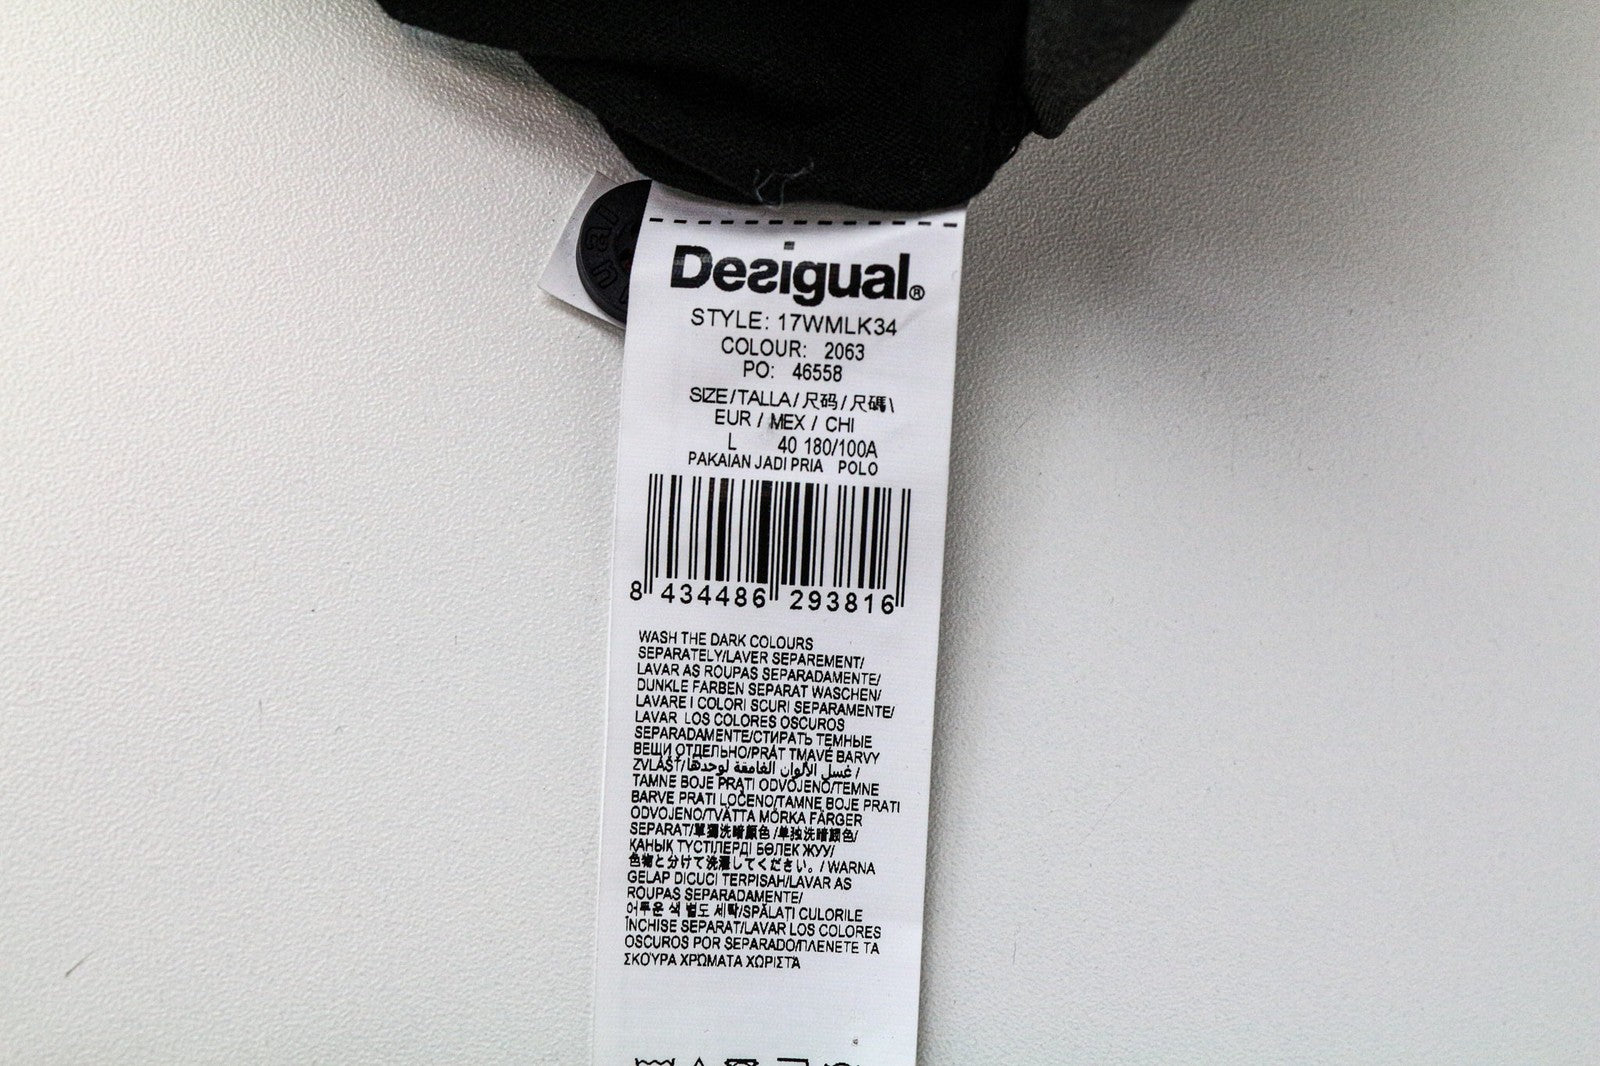 Desigual®
STYLE: 17WMLK34
COLOUR: 2063
PO: 46558
SIZE/TALLA/尺码/尺碼\
EUR / MEX / CHI
L 40 180/100A
PAKAIAN JADI PRIA POLO
8 434486 293816
WASH THE DARK COLOURS
SEPARATELY/LAVER SEPAREMENT/
LAVAR AS ROUPAS SEPARADAMENTE/
DUNKLE FARBEN SEPARAT WASCHEN/
LAVARE I COLORI SCURI SEPARAMENTE/
LAVAR LOS COLORES OSCUROS
SEPARADAMENTE/СТИРАТЬ ТЕМНЫЕ
ВЕЩИ ОТДЕЛЬНО/PRÁT TMAVÉ BARVY
ZVLÁŠŤ/غسل الألوان الغامقة لوحدها/
TAMNE BOJE PRATI ODVOJENO/TEMNE
BARVE PRATI LOČENO/TAMNE BOJE PRATI
ODVOJENO/TVÄTTA MÖRKA FÄRGER
SEPARAT/單獨洗暗顏色/单独洗暗颜色/
ҚАНЫҚ ТҮСТІЛЕРДІ БӨЛЕК ЖУУ/
色物と分けて洗濯してください。/WARNA
GELAP DICUCI TERPISAH/LAVAR AS
ROUPAS SEPARADAMENTE/
어두운 색 별도 세탁/SPĂLAȚI CULORILE
ÎNCHISE SEPARAT/LAVAR LOS COLORES
OSCUROS POR SEPARADO/ΠΛΕΝΕΤΕ ΤΑ
ΣΚΟΎΡΑ ΧΡΏΜΑΤΑ ΧΩΡΙΣΤΆ